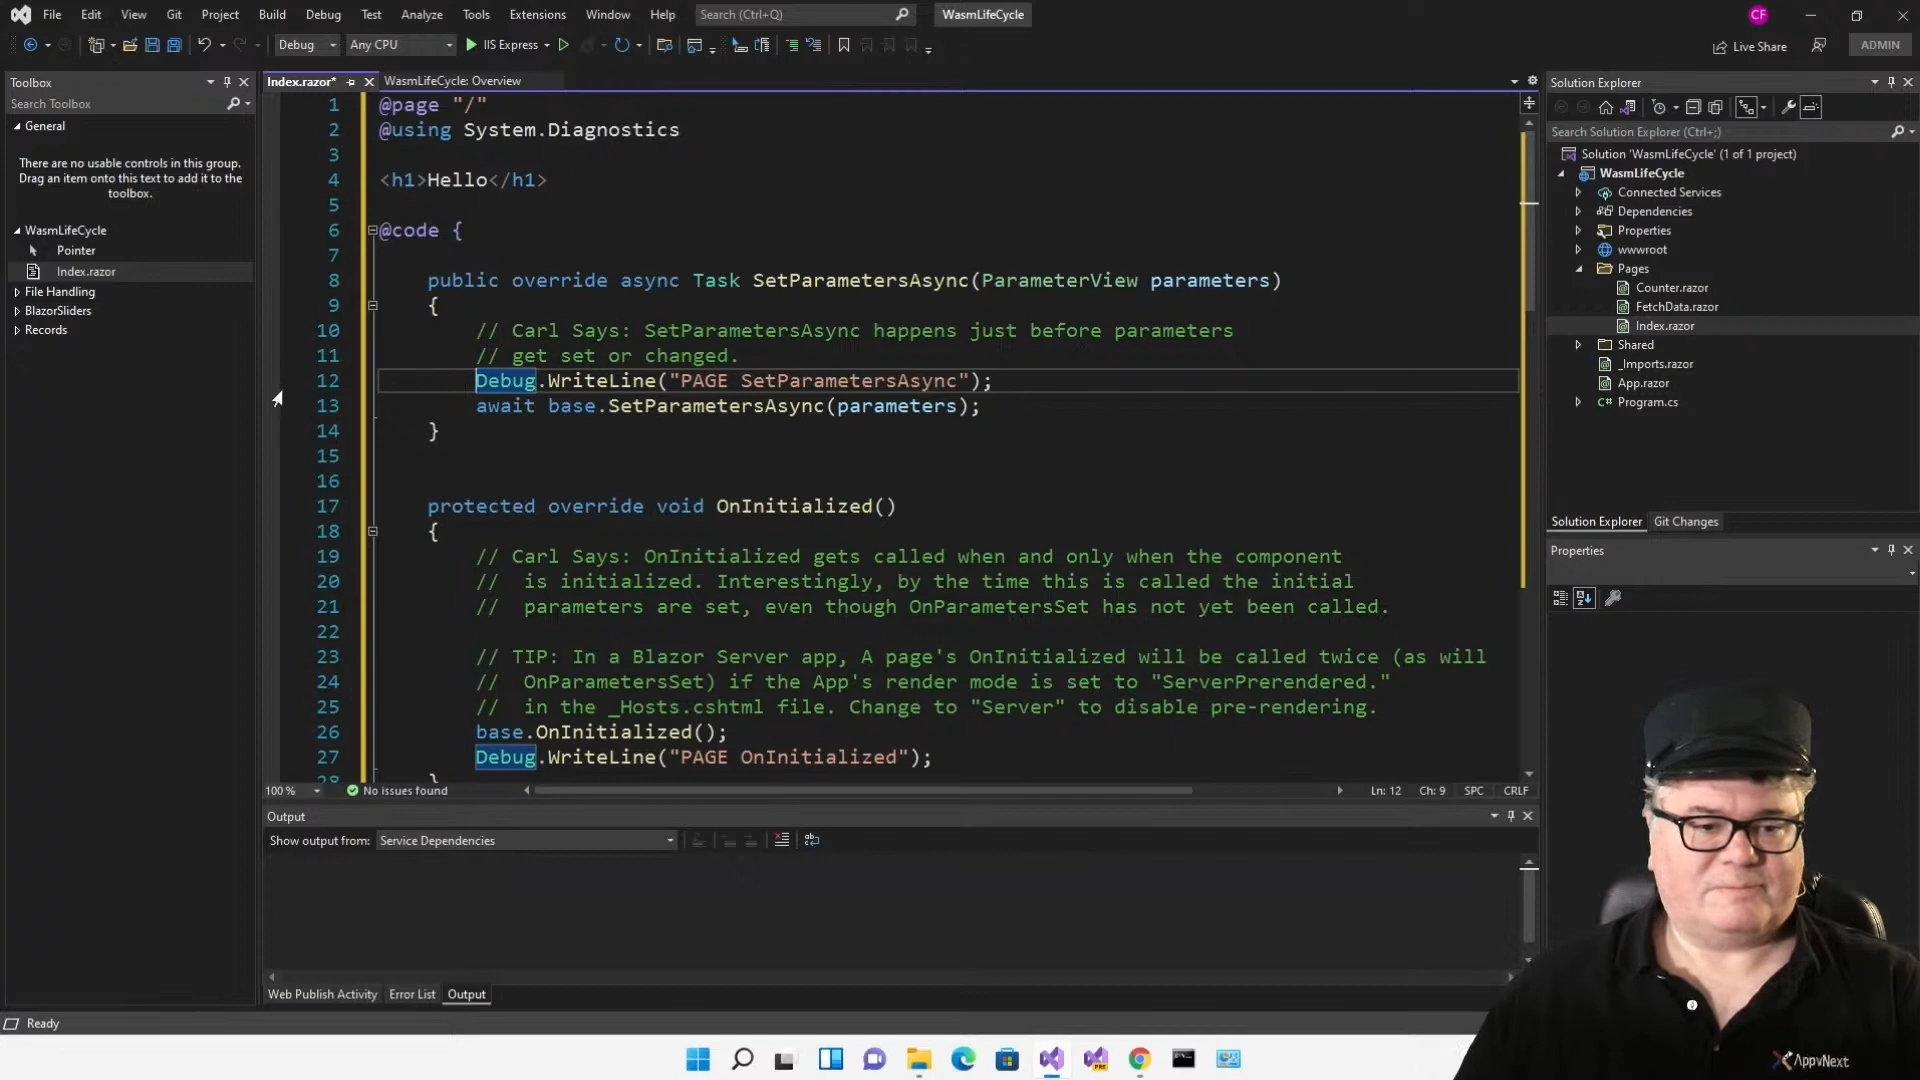 File Edit View Git Project Build Debug Test Analyze Tools Extensions Window Help Search (Ctrl+Q) WasmLifeCycle CF
Debug Any CPU IIS Express Live Share ADMIN
Toolbox
Search Toolbox
General
There are no usable controls in this group.
Drag an item onto this text to add it to the
toolbox.
WasmLifeCycle
Pointer
Index.razor
File Handling
BlazorSliders
Records
Index.razor* WasmLifeCycle: Overview
1 @page "/"
2 @using System.Diagnostics
3
4 <h1>Hello</h1>
5
6 @code {
7
8 public override async Task SetParametersAsync(ParameterView parameters)
9 {
10 // Carl Says: SetParametersAsync happens just before parameters
11 // get set or changed.
12 Debug.WriteLine("PAGE SetParametersAsync");
13 await base.SetParametersAsync(parameters);
14 }
15
16
17 protected override void OnInitialized()
18 {
19 // Carl Says: OnInitialized gets called when and only when the component
20 // is initialized. Interestingly, by the time this is called the initial
21 // parameters are set, even though OnParametersSet has not yet been called.
22
23 // TIP: In a Blazor Server app, A page's OnInitialized will be called twice (as will
24 // OnParametersSet) if the App's render mode is set to "ServerPrerendered."
25 // in the _Hosts.cshtml file. Change to "Server" to disable pre-rendering.
26 base.OnInitialized();
27 Debug.WriteLine("PAGE OnInitialized");
28 }
100 % No issues found Ln: 12 Ch: 9 SPC CRLF
Output
Show output from: Service Dependencies
Web Publish Activity Error List Output
Ready
Solution Explorer
Search Solution Explorer (Ctrl+;)
Solution 'WasmLifeCycle' (1 of 1 project)
WasmLifeCycle
Connected Services
Dependencies
Properties
wwwroot
Pages
Counter.razor
FetchData.razor
Index.razor
Shared
_Imports.razor
App.razor
C# Program.cs
Solution Explorer Git Changes
Properties
PRE
AppvNext